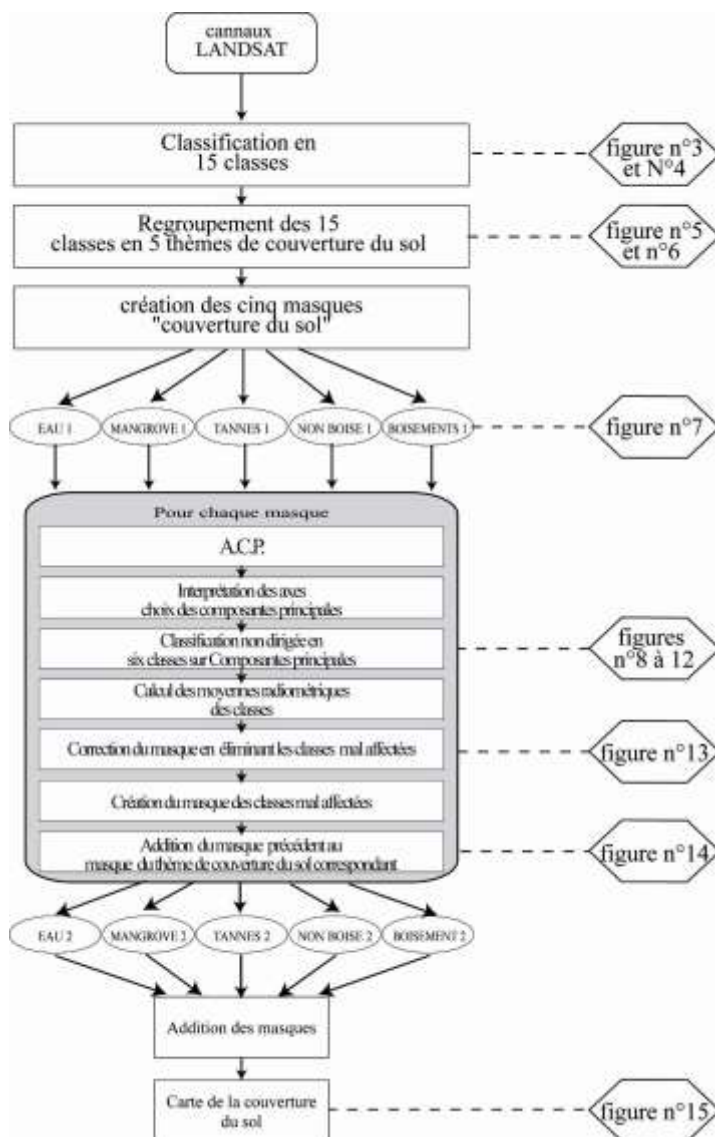 cannaux
LANDSAT
Classification en
15 classes
figure n°3
et N°4
Regroupement des 15
classes en 5 thèmes de couverture du sol
figure n°5
et n°6
création des cinq masques
"couverture du sol"
EAU 1
MANGROVE 1
TANNES 1
NON BOISE 1
BOISEMENTS 1
figure n°7
Pour chaque masque
A.C.P.
Interprétation des axes
choix des composantes principales
Classification non dirigée en
six classes sur Composantes principales
figures
n°8 à 12
Calcul des moyennes radiométriques
des classes
Correction du masque en éliminant les classes mal affectées
figure n°13
Création du masque des classes mal affectées
Addition du masque précédent au
masque du thème de couverture du sol correspondant
figure n°14
EAU 2
MANGROVE 2
TANNES 2
NON BOISE 2
BOISEMENT 2
Addition des masques
Carte de la couverture
du sol
figure n°15